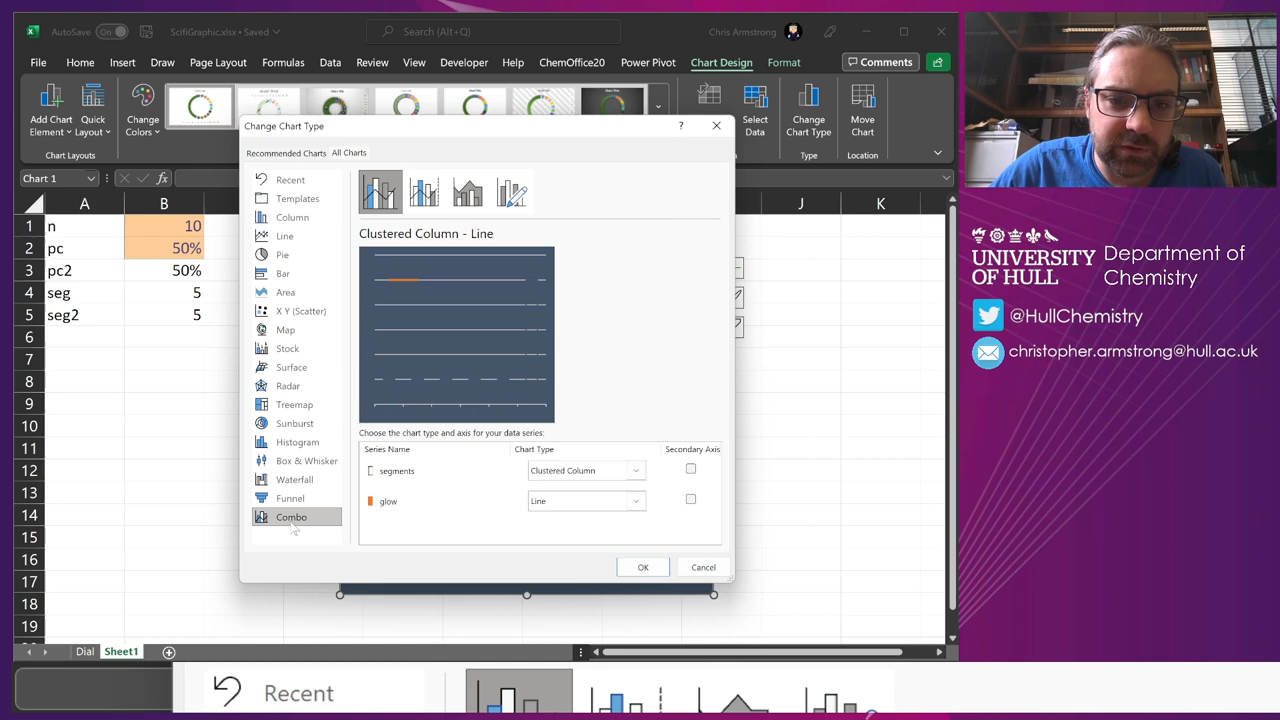 AutoSave On
ScifiGraphic.xlsx • Saved
Search (Alt+Q)
Chris Armstrong
File Home Insert Draw Page Layout Formulas Data Review View Developer ChemOffice20 Power Pivot Chart Design Format Comments
Add Chart Element
Quick Layout
Change Colors
Select Data
Change Chart Type
Move Chart
Chart Layouts
Type
Location
Change Chart Type
?
Recommended Charts All Charts
Chart 1
fx
A B J K
1 n 10
2 pc 50%
3 pc2 50%
4 seg 5
5 seg2 5
6
7
8
9
10
11
12
13
14
15
16
17
18
19
Recent
Templates
Column
Line
Pie
Bar
Area
X Y (Scatter)
Map
Stock
Surface
Radar
Treemap
Sunburst
Histogram
Box & Whisker
Waterfall
Funnel
Combo
Clustered Column - Line
Choose the chart type and axis for your data series:
Series Name Chart Type Secondary Axis
segments Clustered Column
glow Line
OK Cancel
Dial Sheet1
Recent
UNIVERSITY
OF HULL
Department of
Chemistry
@HullChemistry
christopher.armstrong@hull.ac.uk